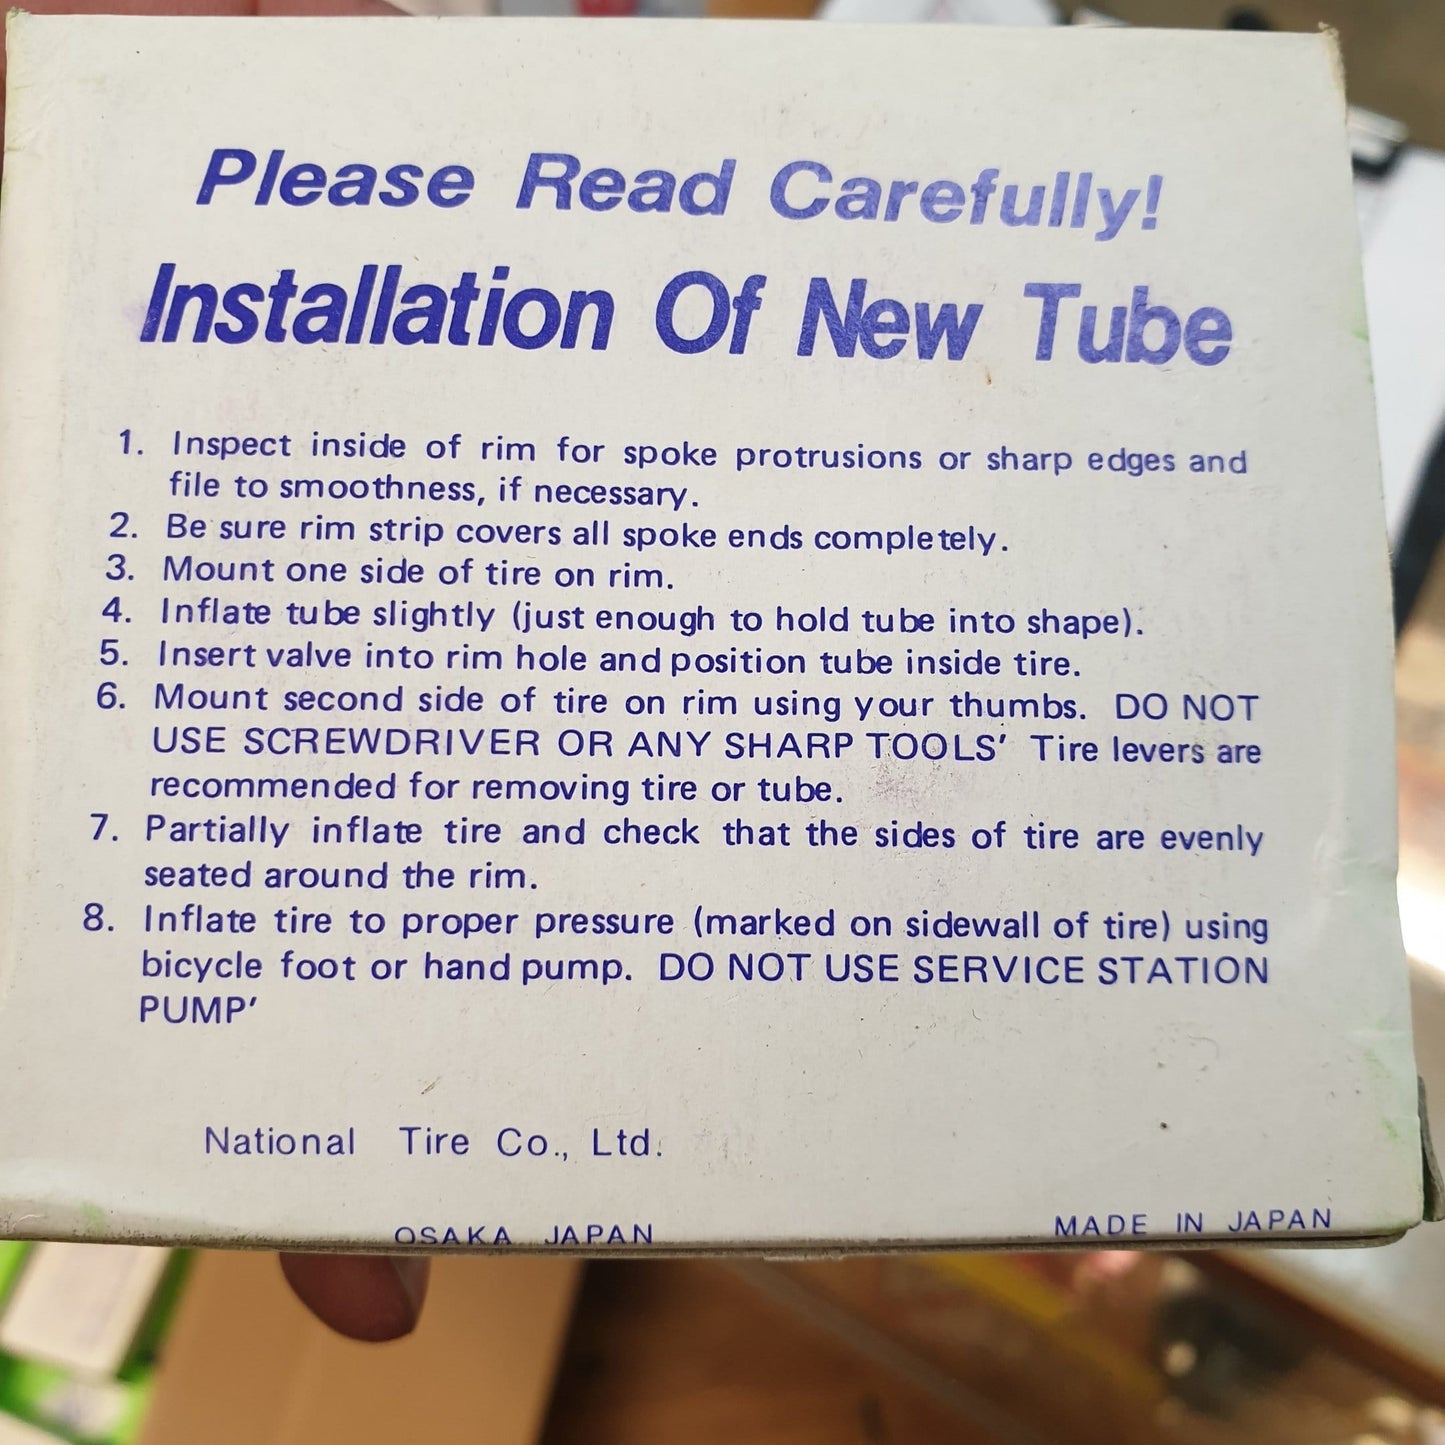 Please Read Carefully!
Installation Of New Tube
1. Inspect inside of rim for spoke protrusions or sharp edges and
file to smoothness, if necessary.
2. Be sure rim strip covers all spoke ends completely.
3. Mount one side of tire on rim.
4. Inflate tube slightly (just enough to hold tube into shape).
5. Insert valve into rim hole and position tube inside tire.
6. Mount second side of tire on rim using your thumbs. DO NOT
USE SCREWDRIVER OR ANY SHARP TOOLS' Tire levers are
recommended for removing tire or tube.
7. Partially inflate tire and check that the sides of tire are evenly
seated around the rim.
8. Inflate tire to proper pressure (marked on sidewall of tire) using
bicycle foot or hand pump. DO NOT USE SERVICE STATION
PUMP'
National Tire Co., Ltd.
OSAKA JAPAN
MADE IN JAPAN